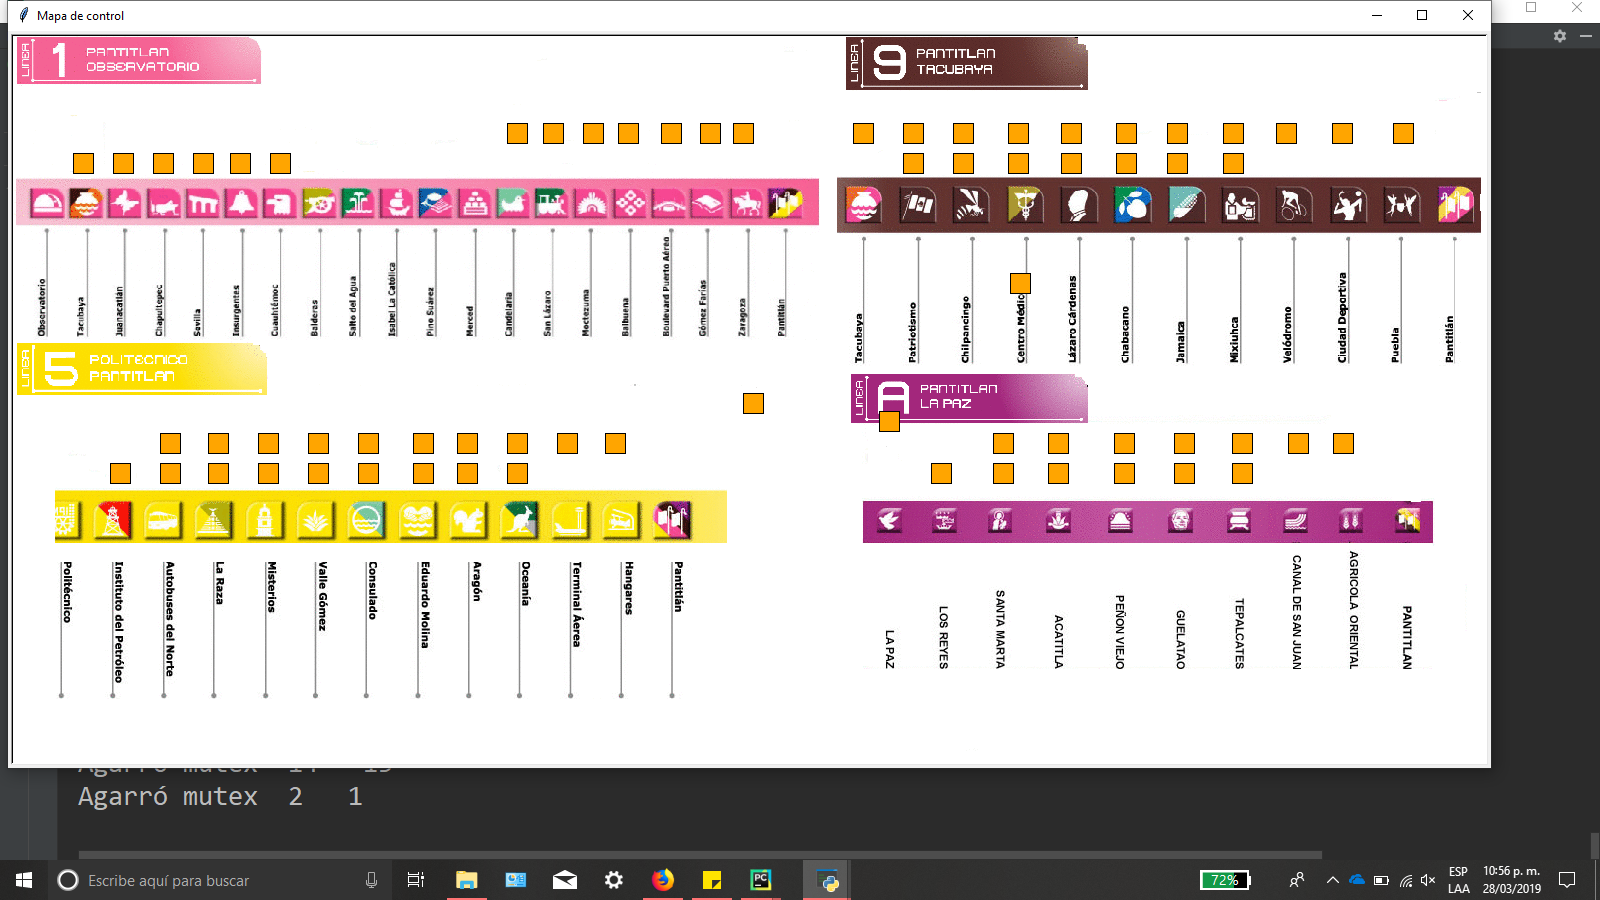 Mapa de control
LINEA 1 PANTITLAN
OBSERVATORIO
LINEA 9 PANTITLAN
TACUBAYA
Observatorio
Tacubaya
Juanacatlán
Chapultepec
Sevilla
Insurgentes
Cuauhtémoc
Balderas
Salto del Agua
Isabel La Católica
Pino Suárez
Merced
Candelaria
San Lázaro
Moctezuma
Balbuena
Boulevard Puerto Aéreo
Gómez Farías
Zaragoza
Pantitlán
Tacubaya
Patriotismo
Chilpancingo
Centro Médic
Lázaro Cárdenas
Chabacano
Jamaica
Mixiuhca
Velódromo
Ciudad Deportiva
Puebla
Pantitlán
LINEA 5 POLITECNICO
PANTITLAN
LINEA A PANTITLAN
LA PAZ
Politécnico
Instituto del Petróleo
Autobuses del Norte
La Raza
Misterios
Valle Gómez
Consulado
Eduardo Molina
Aragón
Oceanía
Terminal Áerea
Hangares
Pantitlán
LA PAZ
LOS REYES
SANTA MARTA
ACATITLA
PEÑON VIEJO
GUELATAO
TEPALCATES
CANAL DE SAN JUAN
AGRICOLA ORIENTAL
PANTITLAN
Agarró mutex 2 1
Escribe aquí para buscar
PC
72%
ESP
LAA
10:56 p. m.
28/03/2019